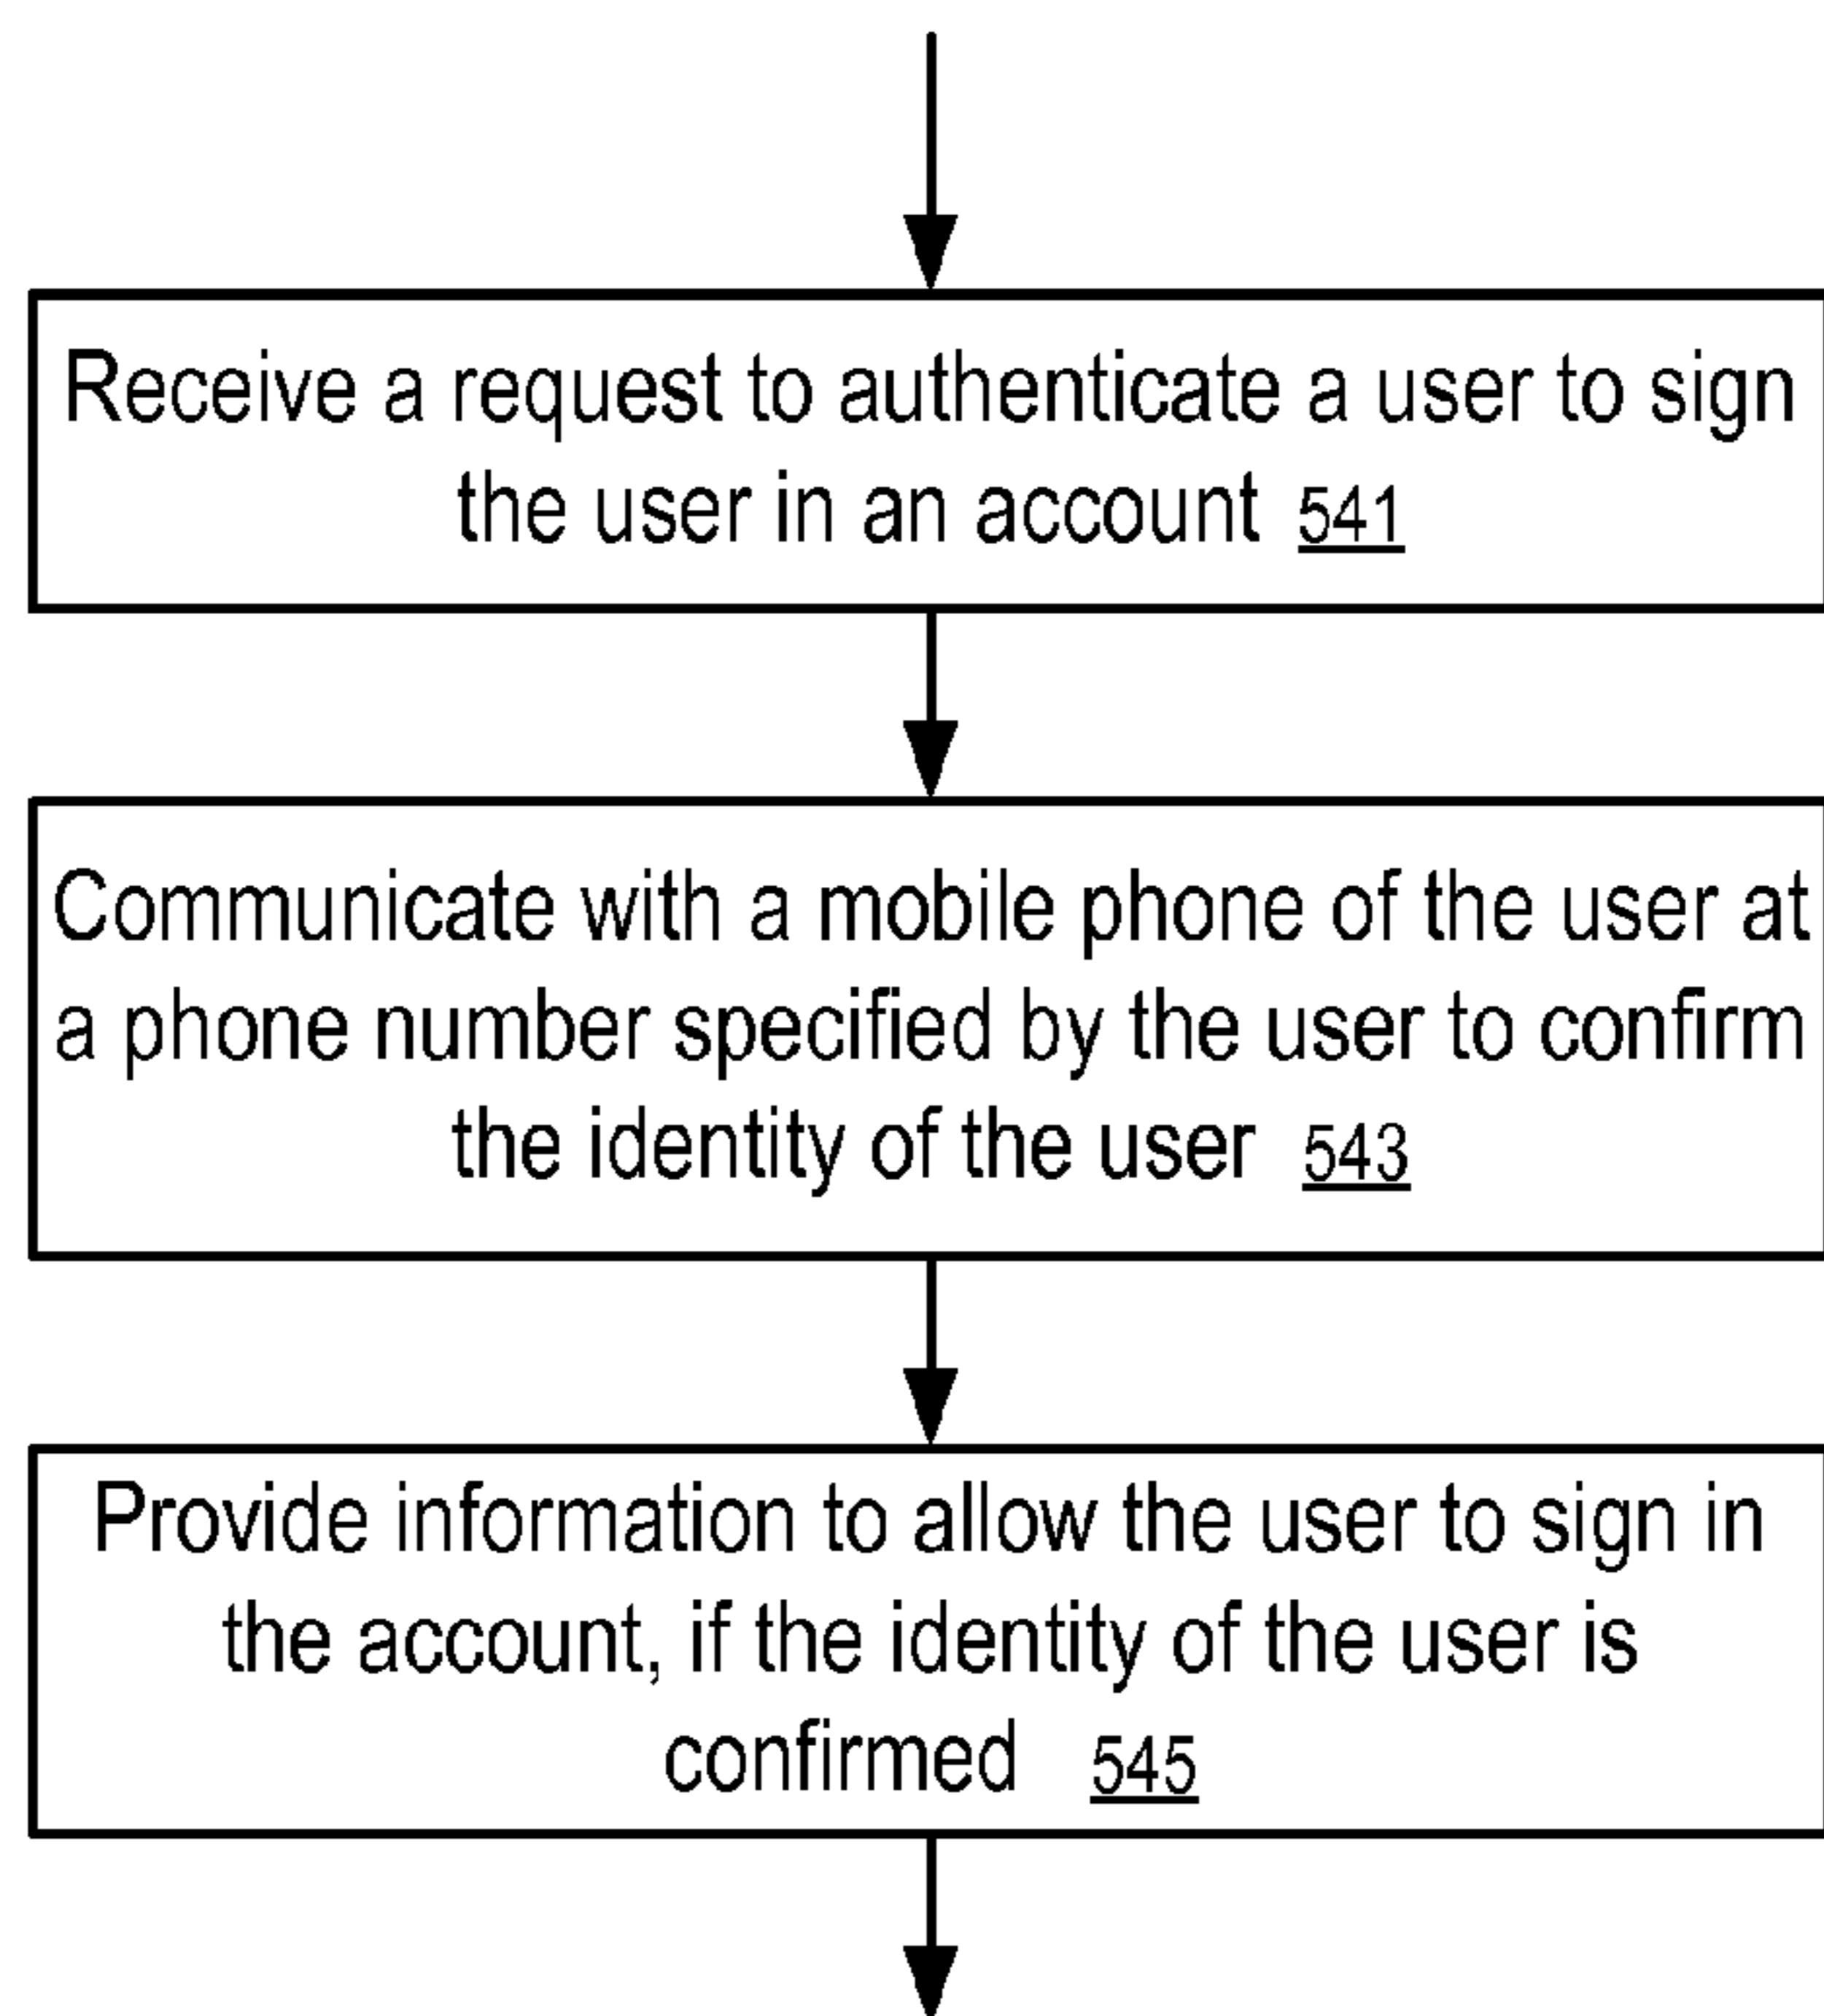 Receive a request to authenticate a user to sign
the user in an account 541
Communicate with a mobile phone of the user at
a phone number specified by the user to confirm
the identity of the user 543
Provide information to allow the user to sign in
the account, if the identity of the user is
confirmed 545